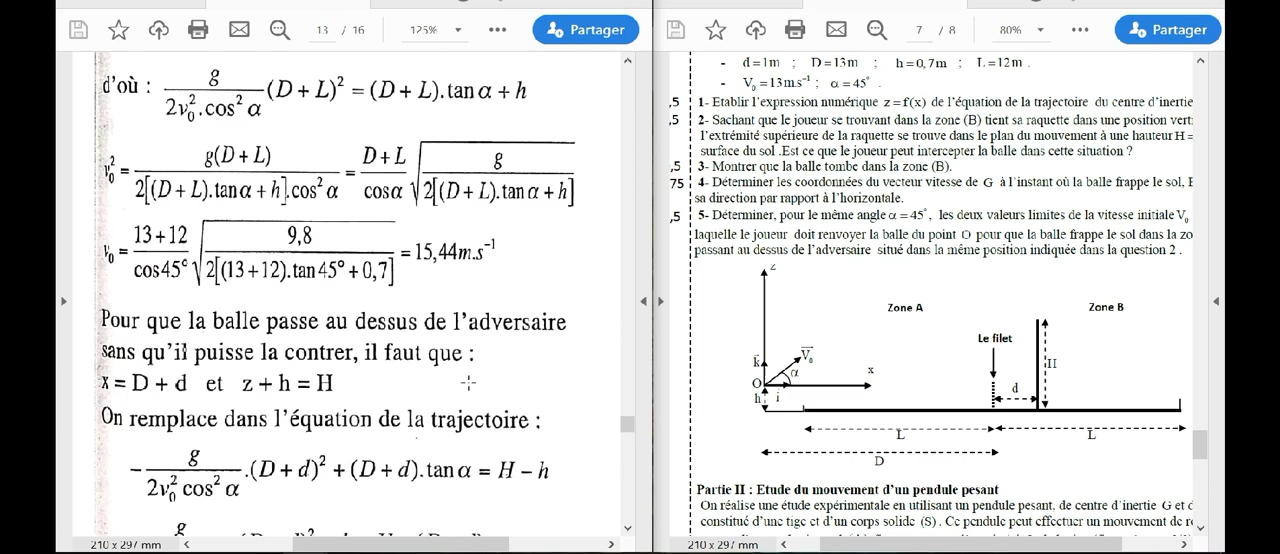 13 / 16
125%
Partager
d'où : g/(2v₀².cos² α) (D + L)² = (D + L).tan α + h
v₀² = g(D + L)/(2[(D + L).tan α + h].cos² α) = (D + L)/(cos α) √(g/(2[(D + L).tan α + h]))
v₀ = (13 + 12)/(cos 45°) √(9,8/(2[(13 + 12).tan 45° + 0,7])) = 15,44m.s⁻¹
Pour que la balle passe au dessus de l'adversaire
sans qu'il puisse la contrer, il faut que :
x = D + d et z + h = H
On remplace dans l'équation de la trajectoire :
- g/(2v₀² cos² α) .(D + d)² + (D + d).tan α = H - h
210 x 297 mm
7 / 8
80%
Partager
- d=1m ; D=13m ; h=0,7m ; L=12m .
- V₀=13m.s⁻¹ ; α=45° .
,5 1- Etablir l'expression numérique z=f(x) de l'équation de la trajectoire du centre d'inertie
,5 2- Sachant que le joueur se trouvant dans la zone (B) tient sa raquette dans une position vert
l'extrémité supérieure de la raquette se trouve dans le plan du mouvement à une hauteur H =
surface du sol .Est ce que le joueur peut intercepter la balle dans cette situation ?
,5 3- Montrer que la balle tombe dans la zone (B).
75 4- Déterminer les coordonnées du vecteur vitesse de G à l'instant où la balle frappe le sol,
sa direction par rapport à l'horizontale.
,5 5- Déterminer, pour le même angle α=45°, les deux valeurs limites de la vitesse initiale V₀
laquelle le joueur doit renvoyer la balle du point O pour que la balle frappe le sol dans la zo
passant au dessus de l'adversaire situé dans la même position indiquée dans la question 2 .
z
Zone A
Zone B
Le filet
k
V₀
α
x
H
O
i
h
d
L
L
D
Partie II : Etude du mouvement d'un pendule pesant
On réalise une étude expérimentale en utilisant un pendule pesant, de centre d'inertie G et
constitué d'une tige et d'un corps solide (S). Ce pendule peut effectuer un mouvement de
210 x 297 mm